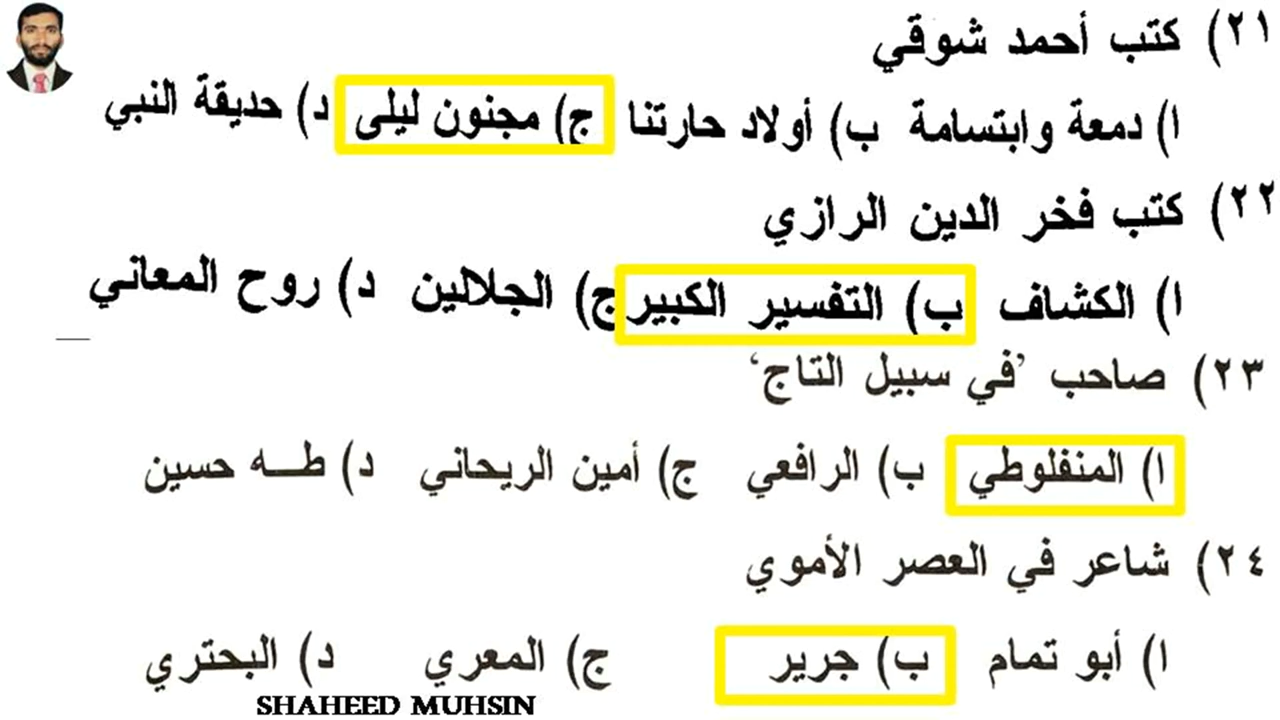 ٢١) كتب أحمد شوقي
ا) دمعة وابتسامة ب) أولاد حارتنا ج) مجنون ليلى د) حديقة النبي
٢٢) كتب فخر الدين الرازي
ا) الكشاف ب) التفسير الكبير ج) الجلالين د) روح المعاني
٢٣) صاحب ’في سبيل التاج‘
ا) المنفلوطي ب) الرافعي ج) أمين الريحاني د) طـــه حسين
٢٤) شاعر في العصر الأموي
ا) أبو تمام ب) جرير ج) المعري د) البحتري
SHAHEED MUHSIN